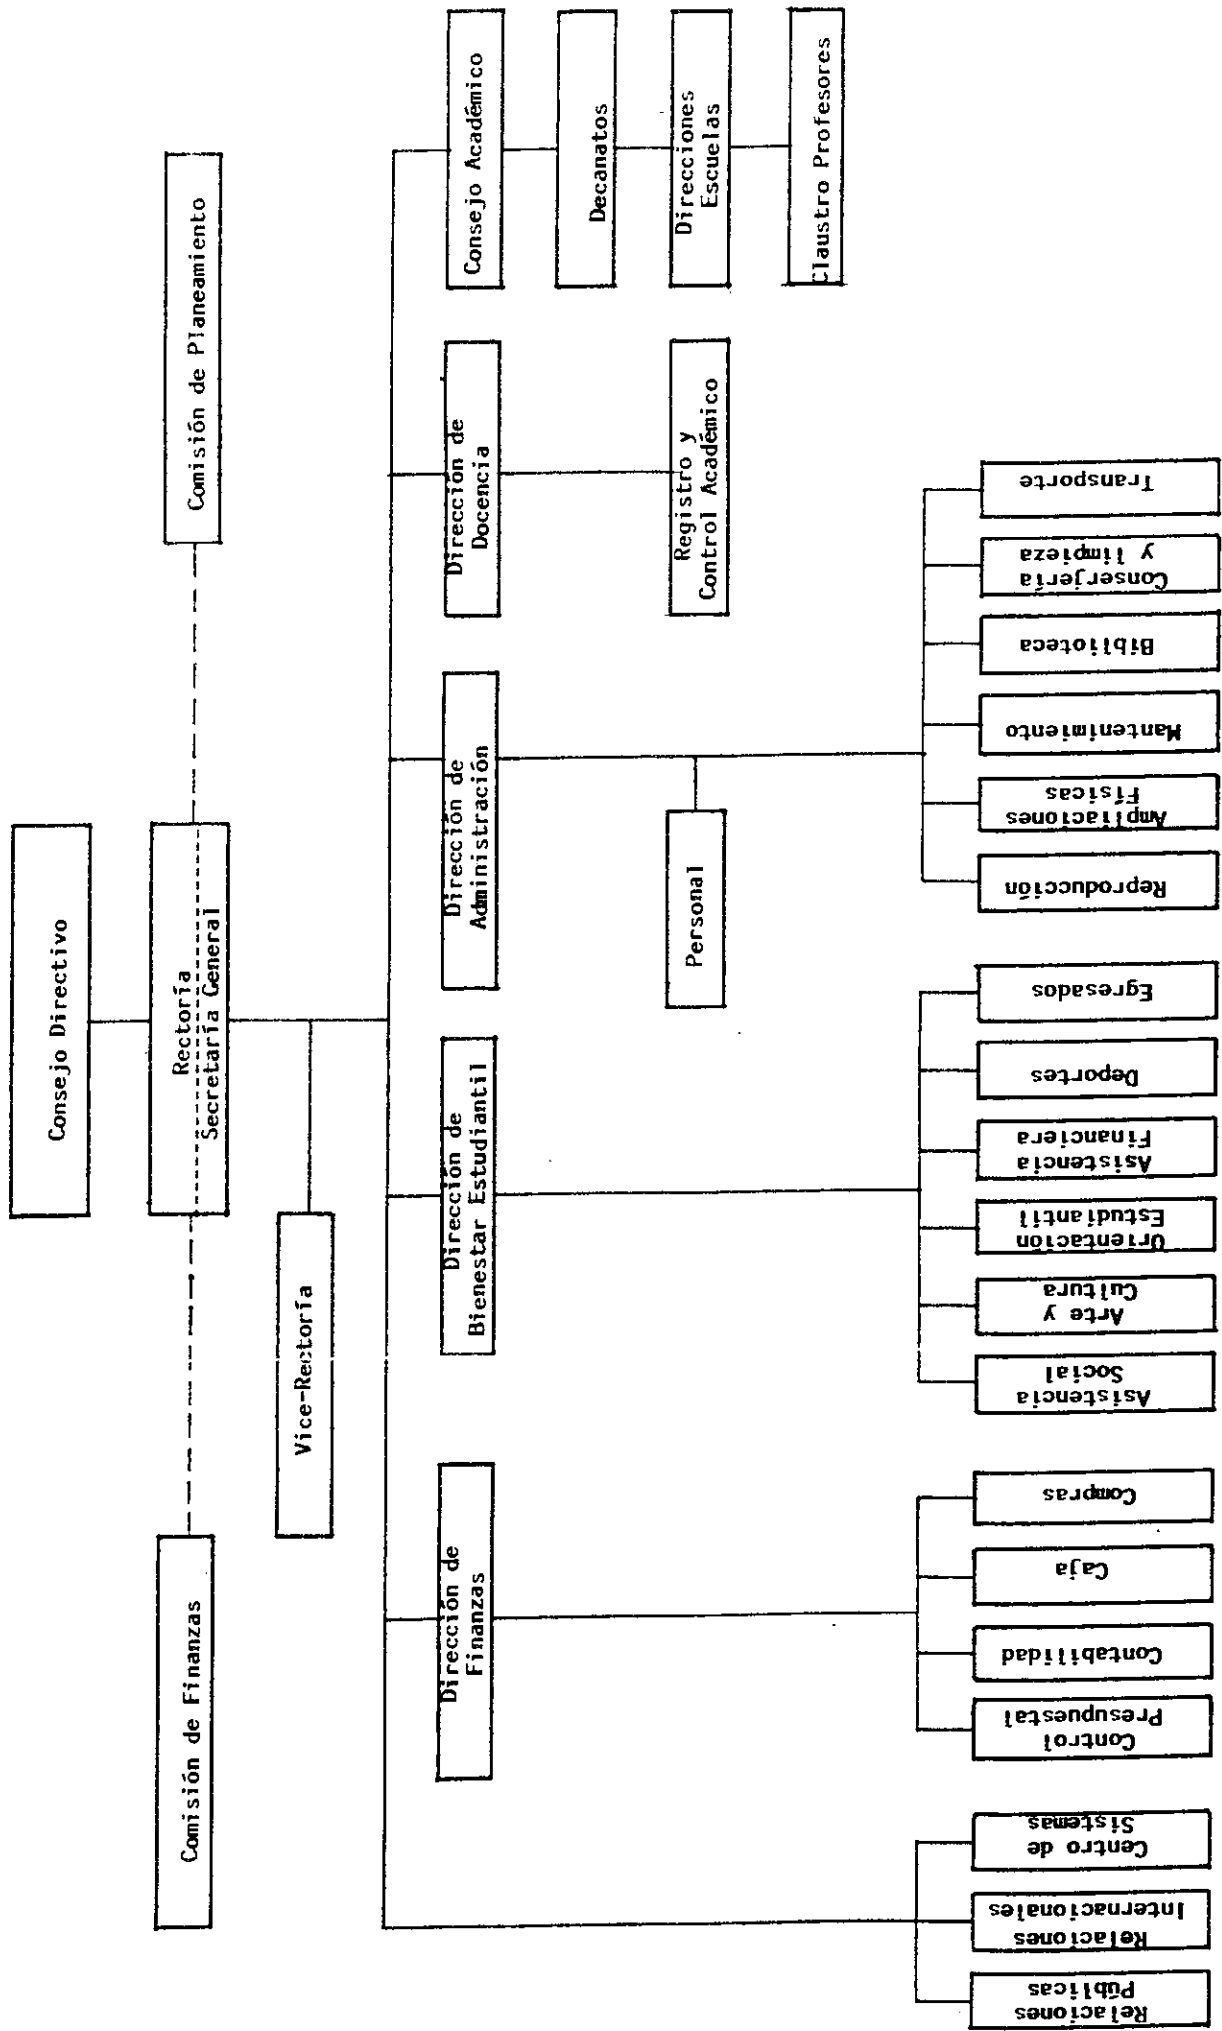 Consejo Directivo
Rectoría
Secretaría General
Comisión de Finanzas
Comisión de Planeamiento
Vice-Rectoría
Dirección de
Finanzas
Dirección de
Bienestar Estudiantil
Dirección de
Administración
Dirección de
Docencia
Consejo Académico
Decanatos
Direcciones
Escuelas
Claustro Profesores
Registro y
Control Académico
Personal
Relaciones
Públicas
Relaciones
Internacionales
Centro de
Sistemas
Control
Presupuestal
Contabilidad
Caja
Compras
Asistencia
Social
Arte y
Cultura
Orientación
Estudiantil
Asistencia
Financiera
Deportes
Egresados
Reproducción
Ampliaciones
Físicas
Mantenimiento
Biblioteca
Conserjería
y limpieza
Transporte